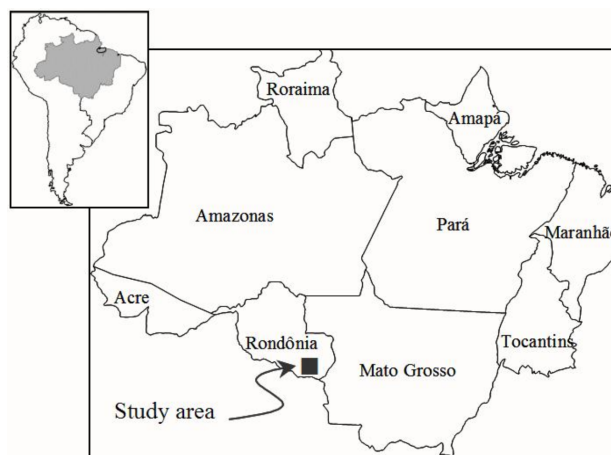 Roraima
Amapá
Amazonas
Pará
Maranhão
Acre
Rondônia
Tocantins
Mato Grosso
Study area